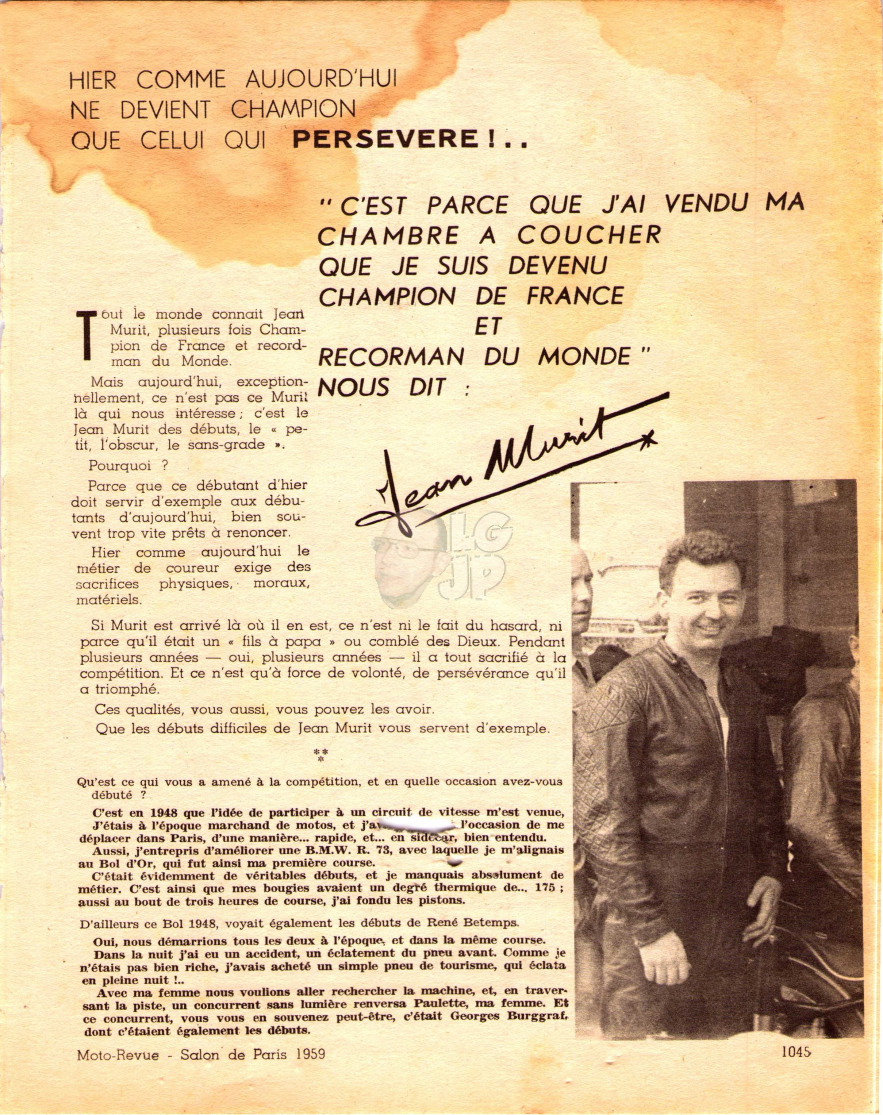 HIER COMME AUJOURD'HUI
NE DEVIENT CHAMPION
QUE CELUI QUI PERSEVERE !..
" C'EST PARCE QUE J'AI VENDU MA
CHAMBRE A COUCHER
QUE JE SUIS DEVENU
CHAMPION DE FRANCE
ET
RECORMAN DU MONDE "
NOUS DIT :
Jean Murit
Tout le monde connait Jean
Murit, plusieurs fois Cham-
pion de France et record-
man du Monde.
Mais aujourd'hui, exception-
nellement, ce n'est pas ce Murit
là qui nous intéresse ; c'est le
Jean Murit des débuts, le « pe-
tit, l'obscur, le sans-grade ».
Pourquoi ?
Parce que ce débutant d'hier
doit servir d'exemple aux débu-
tants d'aujourd'hui, bien sou-
vent trop vite prêts à renoncer.
Hier comme aujourd'hui le
métier de coureur exige des
sacrifices physiques, moraux,
matériels.
LG
JP
Si Murit est arrivé là où il en est, ce n'est ni le fait du hasard, ni
parce qu'il était un « fils à papa » ou comblé des Dieux. Pendant
plusieurs années — oui, plusieurs années — il a tout sacrifié à la
compétition. Et ce n'est qu'à force de volonté, de persévérance qu'il
a triomphé.
Ces qualités, vous aussi, vous pouvez les avoir.
Que les débuts difficiles de Jean Murit vous servent d'exemple.
***
Qu'est ce qui vous a amené à la compétition, et en quelle occasion avez-vous
débuté ?
C'est en 1948 que l'idée de participer à un circuit de vitesse m'est venue,
J'étais à l'époque marchand de motos, et l'occasion de me
déplacer dans Paris, d'une manière... rapide, et... en sidecar, bien entendu.
Aussi, j'entrepris d'améliorer une B.M.W. R. 73, avec laquelle je m'alignais
au Bol d'Or, qui fut ainsi ma première course.
C'était évidemment de véritables débuts, et je manquais absolument de
métier. C'est ainsi que mes bougies avaient un degré thermique de... 175 ;
aussi au bout de trois heures de course, j'ai fondu les pistons.
D'ailleurs ce Bol 1948, voyait également les débuts de René Betemps.
Oui, nous démarrions tous les deux à l'époque, et dans la même course.
Dans la nuit j'ai eu un accident, un éclatement du pneu avant. Comme je
n'étais pas bien riche, j'avais acheté un simple pneu de tourisme, qui éclata
en pleine nuit !..
Avec ma femme nous voulions aller rechercher la machine, et, en traver-
sant la piste, un concurrent sans lumière renversa Paulette, ma femme. Et
ce concurrent, vous vous en souvenez peut-être, c'était Georges Burggraf,
dont c'étaient également les débuts.
Moto-Revue - Salon de Paris 1959
1045